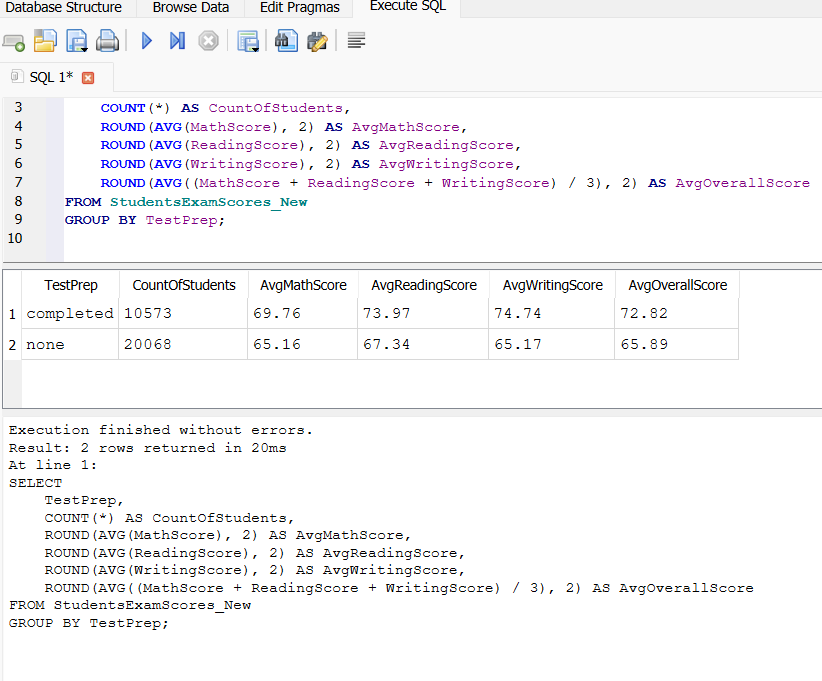 Database Structure Browse Data Edit Pragmas Execute SQL
SQL 1*
3 COUNT(*) AS CountOfStudents,
4 ROUND(AVG(MathScore), 2) AS AvgMathScore,
5 ROUND(AVG(ReadingScore), 2) AS AvgReadingScore,
6 ROUND(AVG(WritingScore), 2) AS AvgWritingScore,
7 ROUND(AVG((MathScore + ReadingScore + WritingScore) / 3), 2) AS AvgOverallScore
8 FROM StudentsExamScores_New
9 GROUP BY TestPrep;
10
TestPrep CountOfStudents AvgMathScore AvgReadingScore AvgWritingScore AvgOverallScore
1 completed 10573 69.76 73.97 74.74 72.82
2 none 20068 65.16 67.34 65.17 65.89
Execution finished without errors.
Result: 2 rows returned in 20ms
At line 1:
SELECT
TestPrep,
COUNT(*) AS CountOfStudents,
ROUND(AVG(MathScore), 2) AS AvgMathScore,
ROUND(AVG(ReadingScore), 2) AS AvgReadingScore,
ROUND(AVG(WritingScore), 2) AS AvgWritingScore,
ROUND(AVG((MathScore + ReadingScore + WritingScore) / 3), 2) AS AvgOverallScore
FROM StudentsExamScores_New
GROUP BY TestPrep;